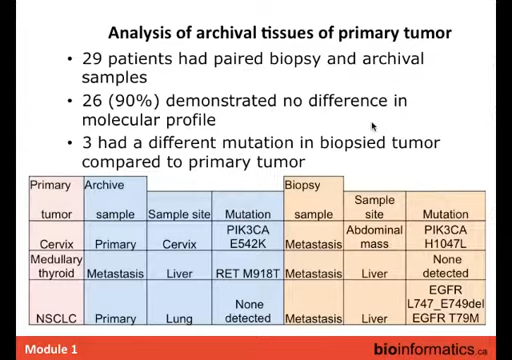 Analysis of archival tissues of primary tumor
• 29 patients had paired biopsy and archival
samples
• 26 (90%) demonstrated no difference in
molecular profile
• 3 had a different mutation in biopsied tumor
compared to primary tumor
Primary tumor | Archive sample | Sample site | Mutation | Biopsy sample | Sample site | Mutation
Cervix | Primary | Cervix | PIK3CA E542K | Metastasis | Abdominal mass | PIK3CA H1047L
Medullary thyroid | Metastasis | Liver | RET M918T | Metastasis | Liver | None detected
NSCLC | Primary | Lung | None detected | Metastasis | Liver | EGFR L747_E749del EGFR T79M
Module 1
bioinformatics.ca